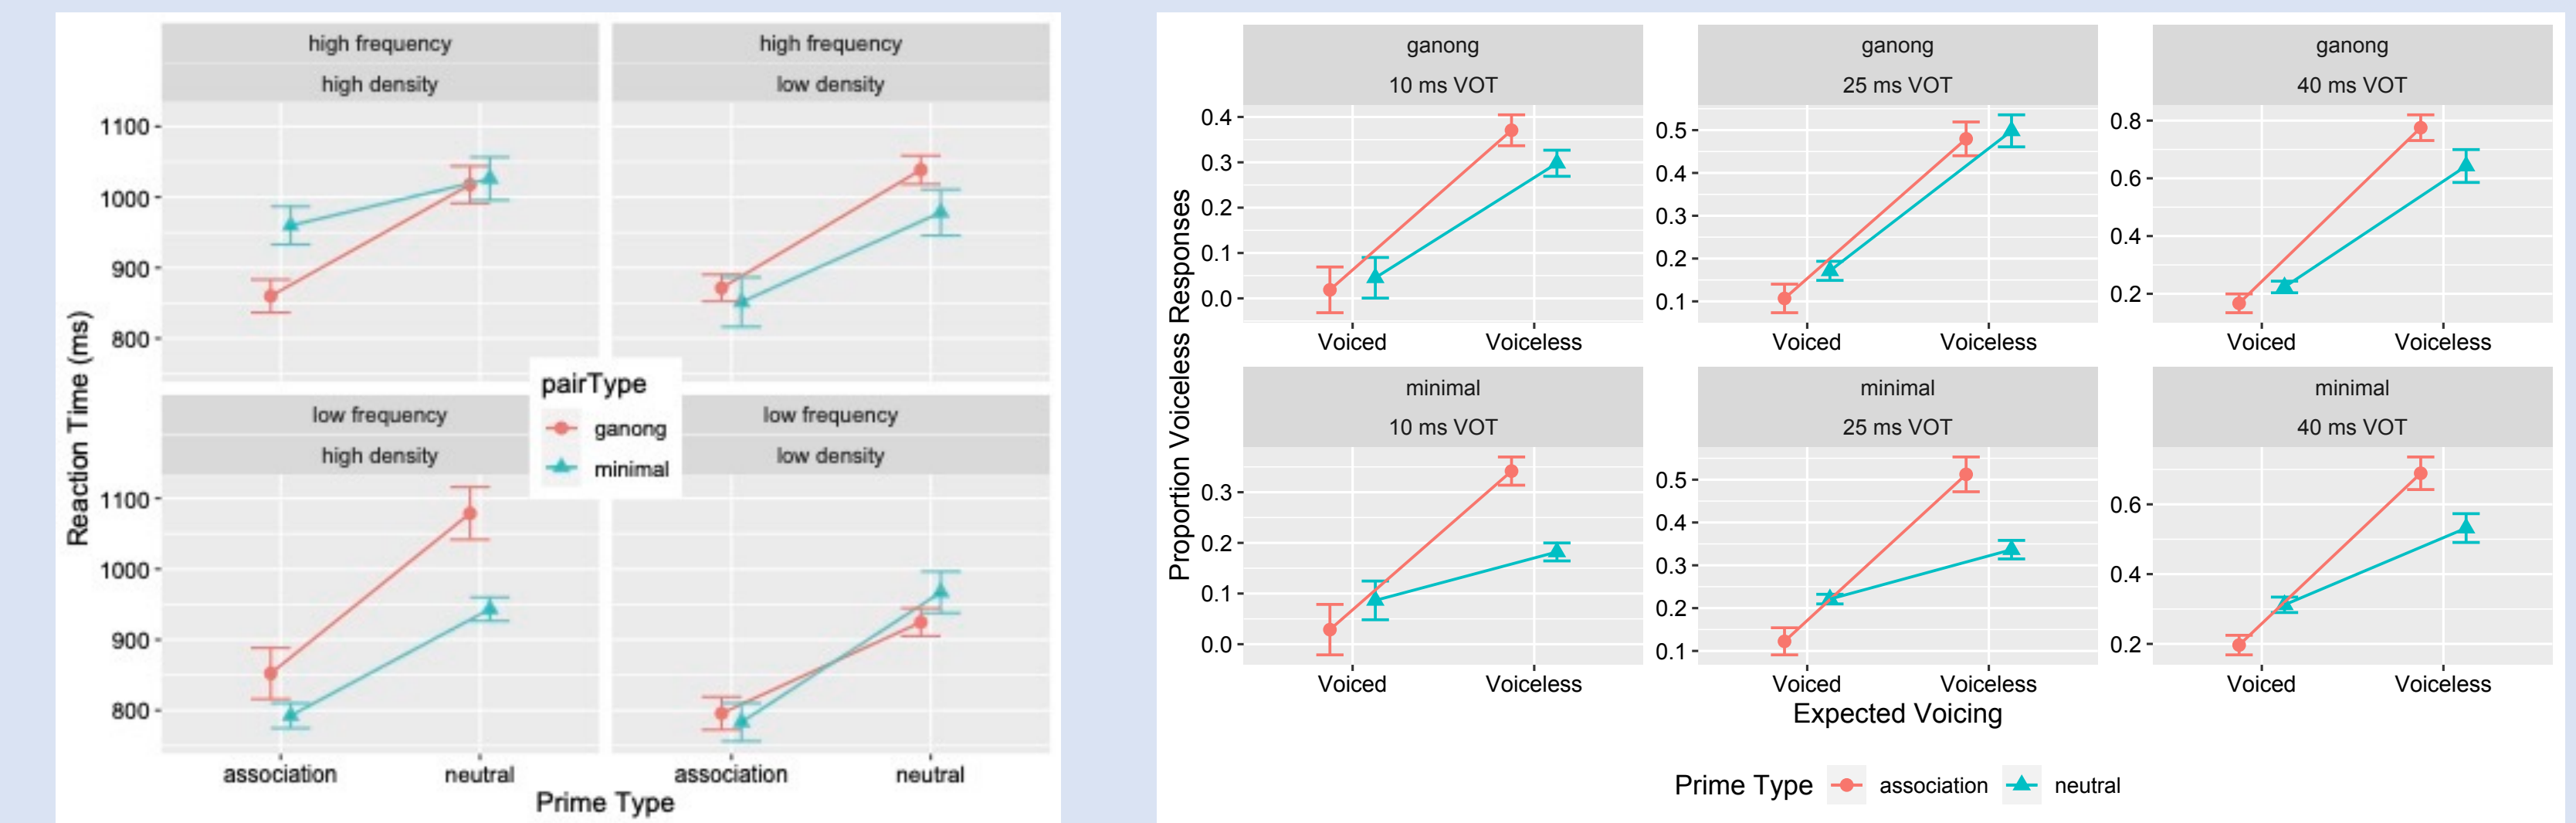 high frequency
high density
high frequency
low density
1100
1000
900
800
low frequency
high density
low frequency
low density
1100
1000
900
800
pairType
ganong
minimal
association
neutral
association
neutral
Prime Type
Reaction Time (ms)
ganong
10 ms VOT
0.4
0.3
0.2
0.1
0.0
Voiced
Voiceless
ganong
25 ms VOT
0.5
0.4
0.3
0.2
0.1
Voiced
Voiceless
ganong
40 ms VOT
0.8
0.6
0.4
0.2
Voiced
Voiceless
minimal
10 ms VOT
0.3
0.2
0.1
0.0
Voiced
Voiceless
minimal
25 ms VOT
0.5
0.4
0.3
0.2
0.1
Voiced
Voiceless
minimal
40 ms VOT
0.6
0.4
0.2
Voiced
Voiceless
Proportion Voiceless Responses
Expected Voicing
Prime Type association neutral